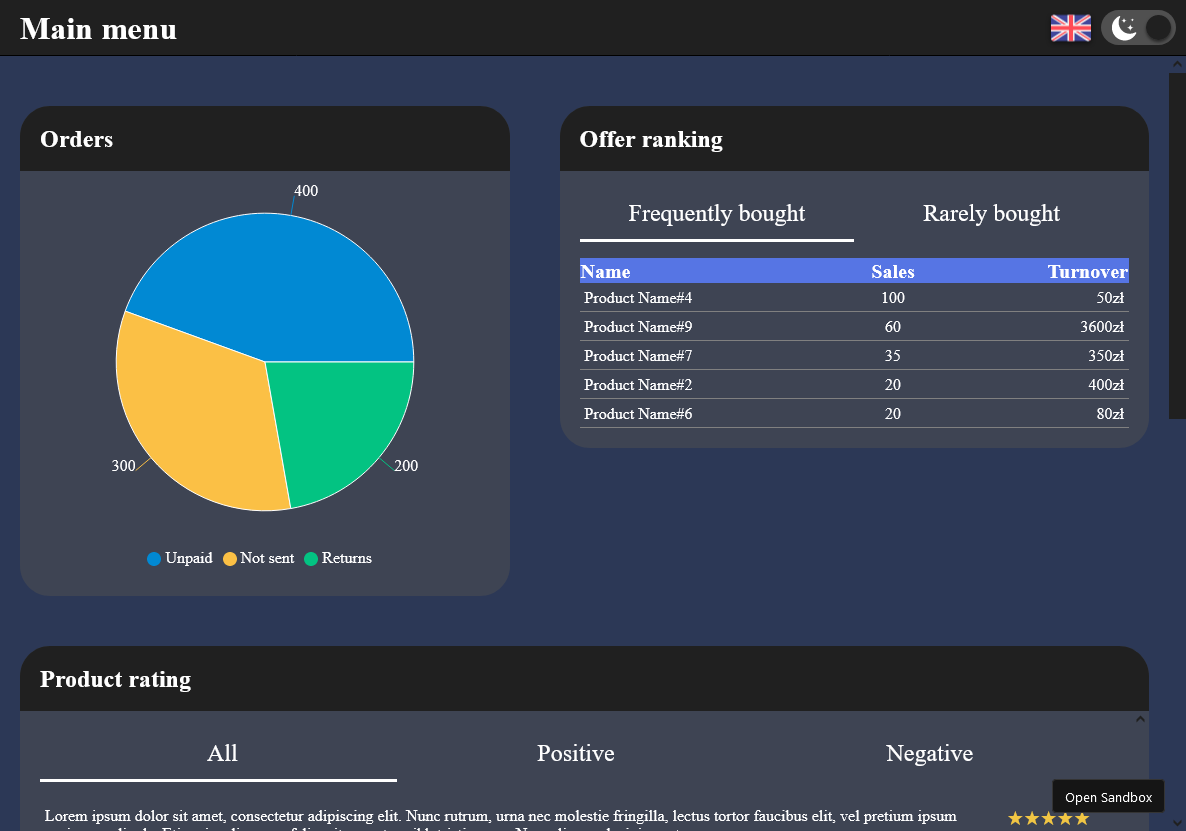 Main menu
Orders
400
300
200
Unpaid Not sent Returns
Offer ranking
Frequently bought Rarely bought
Name Sales Turnover
Product Name#4 100 50zł
Product Name#9 60 3600zł
Product Name#7 35 350zł
Product Name#2 20 400zł
Product Name#6 20 80zł
Product rating
All Positive Negative
Open Sandbox
Lorem ipsum dolor sit amet, consectetur adipiscing elit. Nunc rutrum, urna nec molestie fringilla, lectus tortor faucibus elit, vel pretium ipsum